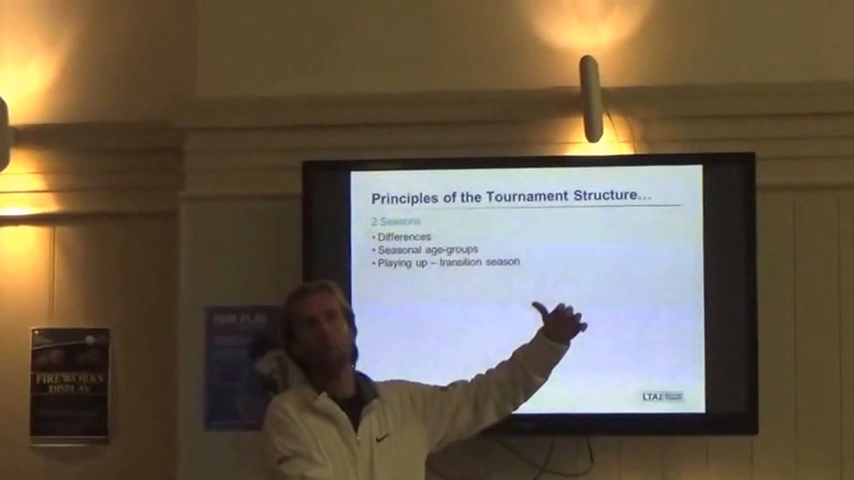 Principles of the Tournament Structure...
2 Seasons
• Differences
• Seasonal age-groups
• Playing up – transition season
LTA
FIREWORKS
DISPLAY